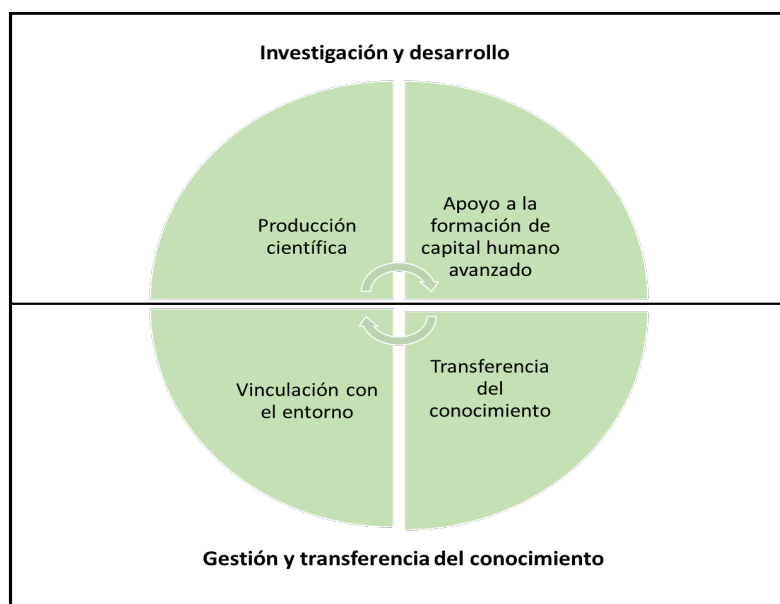 Investigación y desarrollo
Producción
científica
Apoyo a la
formación de
capital humano
avanzado
Vinculación con
el entorno
Transferencia
del
conocimiento
Gestión y transferencia del conocimiento